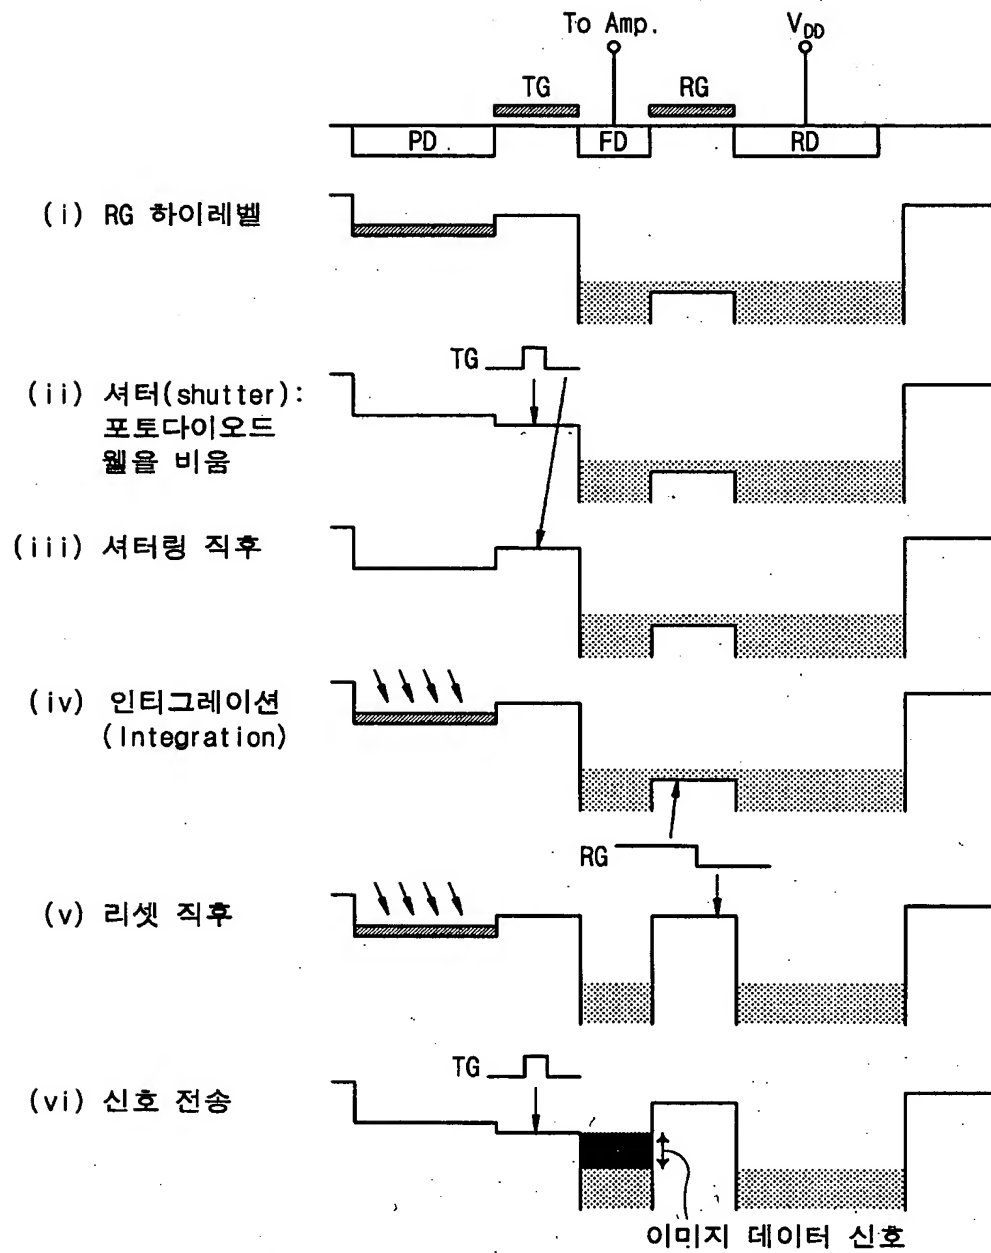 To Amp.
V_DD
TG
RG
PD
FD
RD
(i) RG 하이레벨
TG
(ii) 셔터(shutter):
포토다이오드
웰을 비움
(iii) 셔터링 직후
(iv) 인티그레이션
(Integration)
RG
(v) 리셋 직후
TG
(vi) 신호 전송
이미지 데이터 신호